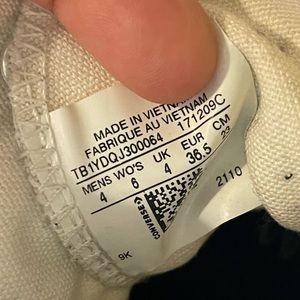 MADE IN VIETNAM
FABRIQUE AU VIETNAM
TB1YDQJ300064 171209C
MENS WO'S UK EUR CM
4 6 4 36.5 23
CONVERSE
2110
9K